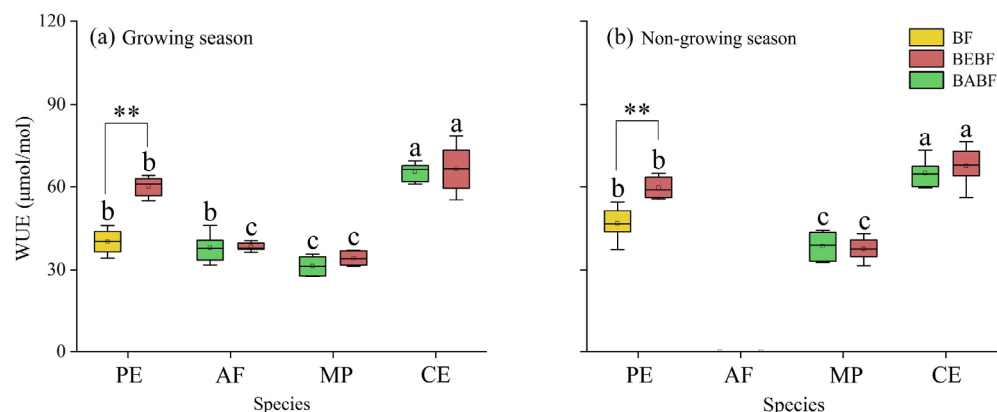 120
90
60
30
0
WUE (μmol/mol)
(a) Growing season
**
b
b
b
c
c
c
a
a
PE
AF
MP
CE
Species
(b) Non-growing season
**
b
b
c
c
a
a
PE
AF
MP
CE
Species
BF
BEBF
BABF